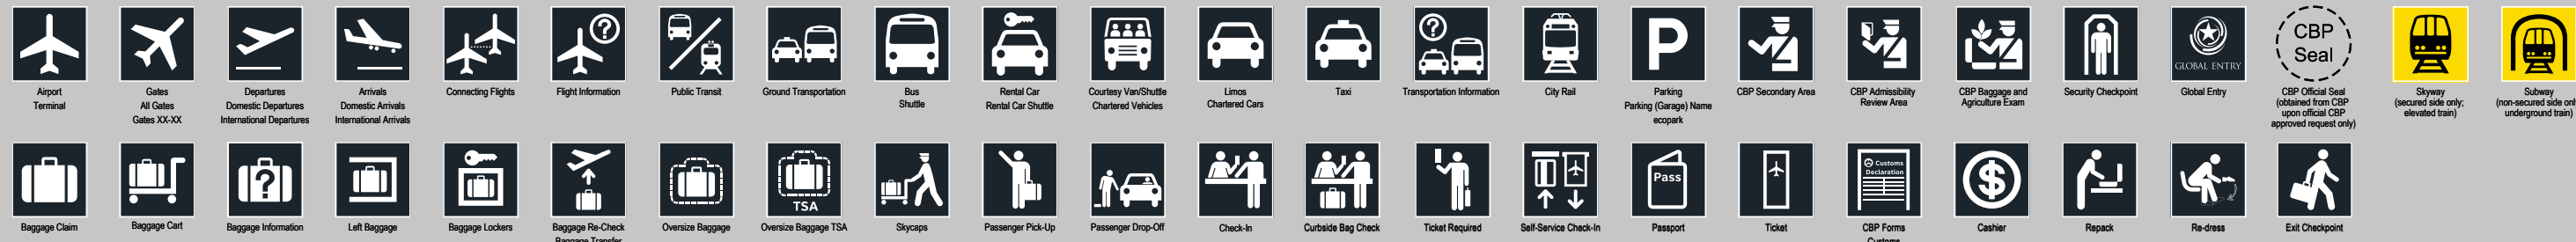 GLOBAL ENTRY
CBP
Seal
Airport
Terminal
Gates
All Gates
Gates XX-XX
Departures
Domestic Departures
International Departures
Arrivals
Domestic Arrivals
International Arrivals
Connecting Flights
Flight Information
Public Transit
Ground Transportation
Bus
Shuttle
Rental Car
Rental Car Shuttle
Courtesy Van/Shuttle
Chartered Vehicles
Limos
Chartered Cars
Taxi
Transportation Information
City Rail
P
Parking
Parking (Garage) Name
ecopark
CBP Secondary Area
CBP Admissibility
Review Area
CBP Baggage and
Agriculture Exam
Security Checkpoint
Global Entry
CBP Official Seal
(obtained from CBP
upon official CBP
approved request only)
Skyway
(secured side only;
elevated train)
Subway
(non-secured side only
underground train)
Baggage Claim
Baggage Cart
?
Baggage Information
Left Baggage
Baggage Lockers
Baggage Re-Check
Baggage Transfer
Oversize Baggage
TSA
Oversize Baggage TSA
Skycaps
Passenger Pick-Up
Passenger Drop-Off
Check-In
Curbside Bag Check
Ticket Required
Self-Service Check-In
Pass
Passport
Ticket
Customs
Declaration
CBP Forms
Customs
$
Cashier
Repack
Re-dress
Exit Checkpoint